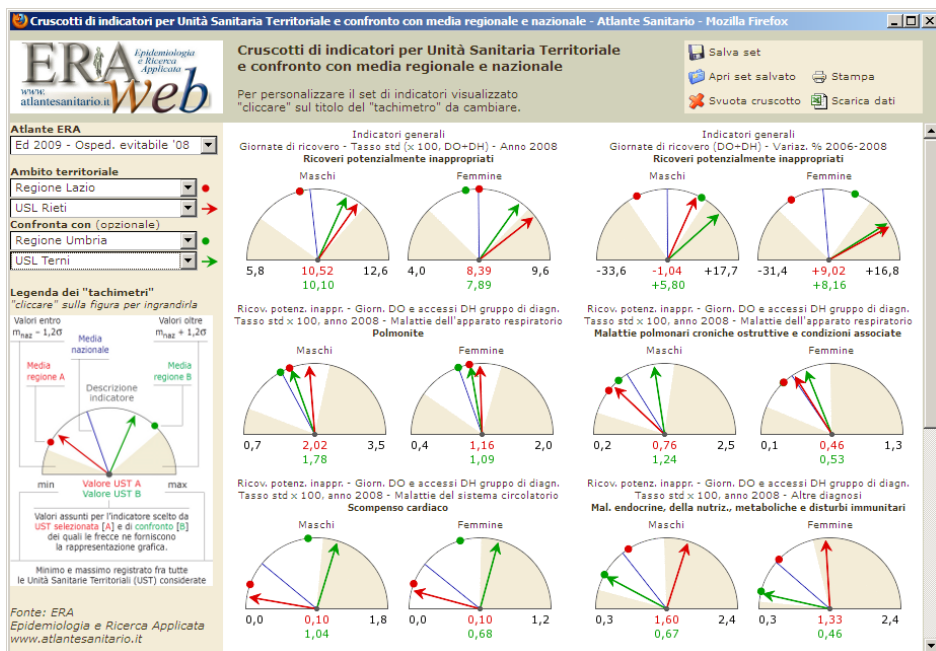 Cruscotti di indicatori per Unità Sanitaria Territoriale e confronto con media regionale e nazionale - Atlante Sanitario - Mozilla Firefox
ERA Web
Epidemiologia
e Ricerca
Applicata
www.
atlantesanitario.it
Cruscotti di indicatori per Unità Sanitaria Territoriale
e confronto con media regionale e nazionale
Per personalizzare il set di indicatori visualizzato
"cliccare" sul titolo del "tachimetro" da cambiare.
Salva set
Apri set salvato
Stampa
Svuota cruscotto
Scarica dati
Atlante ERA
Ed 2009 - Osped. evitabile '08
Ambito territoriale
Regione Lazio
USL Rieti
Confronta con (opzionale)
Regione Umbria
USL Terni
Legenda dei "tachimetri"
"cliccare" sulla figura per ingrandirla
Valori entro
mnaz - 1,2σ
Valori oltre
mnaz + 1,2σ
Media
nazionale
Media
regione A
Media
regione B
Descrizione
indicatore
min
Valore UST A
Valore UST B
max
Valori assunti per l'indicatore scelto da
UST selezionata [A] e di confronto [B]
dei quali le frecce ne forniscono
la rappresentazione grafica.
Minimo e massimo registrato fra tutte
le Unità Sanitarie Territoriali (UST) considerate
Fonte: ERA
Epidemiologia e Ricerca Applicata
www.atlantesanitario.it
Indicatori generali
Giornate di ricovero - Tasso std (x 100, DO+DH) - Anno 2008
Ricoveri potenzialmente inappropriati
Maschi
Femmine
5,8
10,52
12,6
10,10
4,0
8,39
9,6
7,89
Indicatori generali
Giornate di ricovero (DO+DH) - Variaz. % 2006-2008
Ricoveri potenzialmente inappropriati
Maschi
Femmine
-33,6
-1,04
+17,7
+5,80
-31,4
+9,02
+16,8
+8,16
Ricov. potenz. inappr. - Giorn. DO e accessi DH gruppo di diagn.
Tasso std x 100, anno 2008 - Malattie dell'apparato respiratorio
Polmonite
Maschi
Femmine
0,7
2,02
3,5
1,78
0,4
1,16
2,0
1,09
Ricov. potenz. inappr. - Giorn. DO e accessi DH gruppo di diagn.
Tasso std x 100, anno 2008 - Malattie dell'apparato respiratorio
Malattie polmonari croniche ostruttive e condizioni associate
Maschi
Femmine
0,2
0,76
2,5
1,24
0,1
0,46
1,3
0,53
Ricov. potenz. inappr. - Giorn. DO e accessi DH gruppo di diagn.
Tasso std x 100, anno 2008 - Malattie del sistema circolatorio
Scompenso cardiaco
Maschi
Femmine
0,0
0,10
1,8
1,04
0,0
0,10
1,2
0,68
Ricov. potenz. inappr. - Giorn. DO e accessi DH gruppo di diagn.
Tasso std x 100, anno 2008 - Altre diagnosi
Mal. endocrine, della nutriz., metaboliche e disturbi immunitari
Maschi
Femmine
0,3
1,60
2,4
0,67
0,3
1,33
2,4
0,46